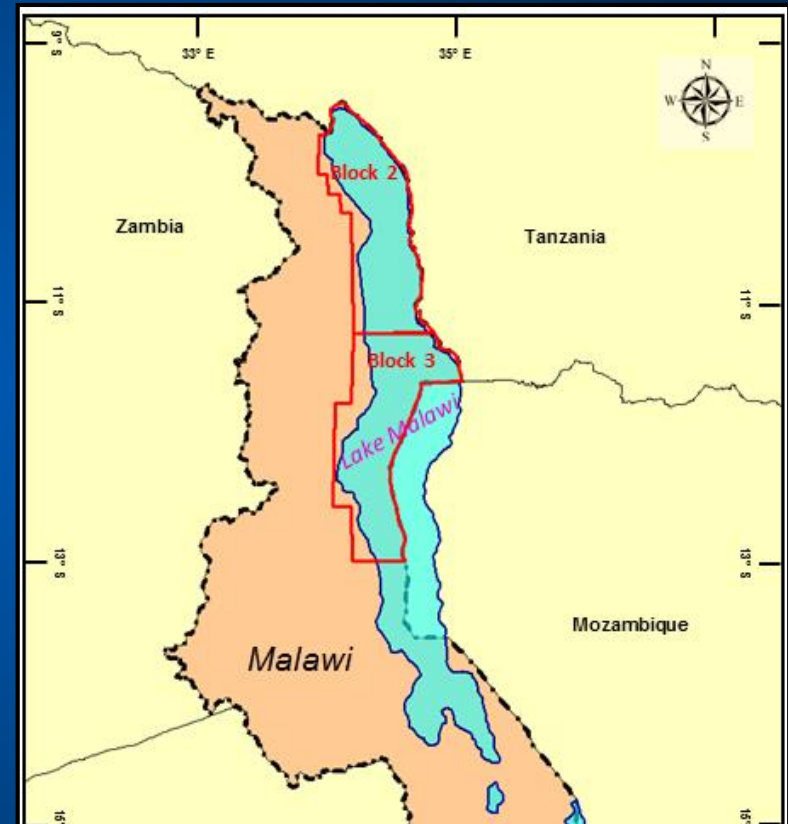 33° E
35° E
9° S
N
W
E
S
Block 2
Zambia
Tanzania
11° S
11° S
Block 3
Lake Malawi
13° S
13° S
Mozambique
Malawi